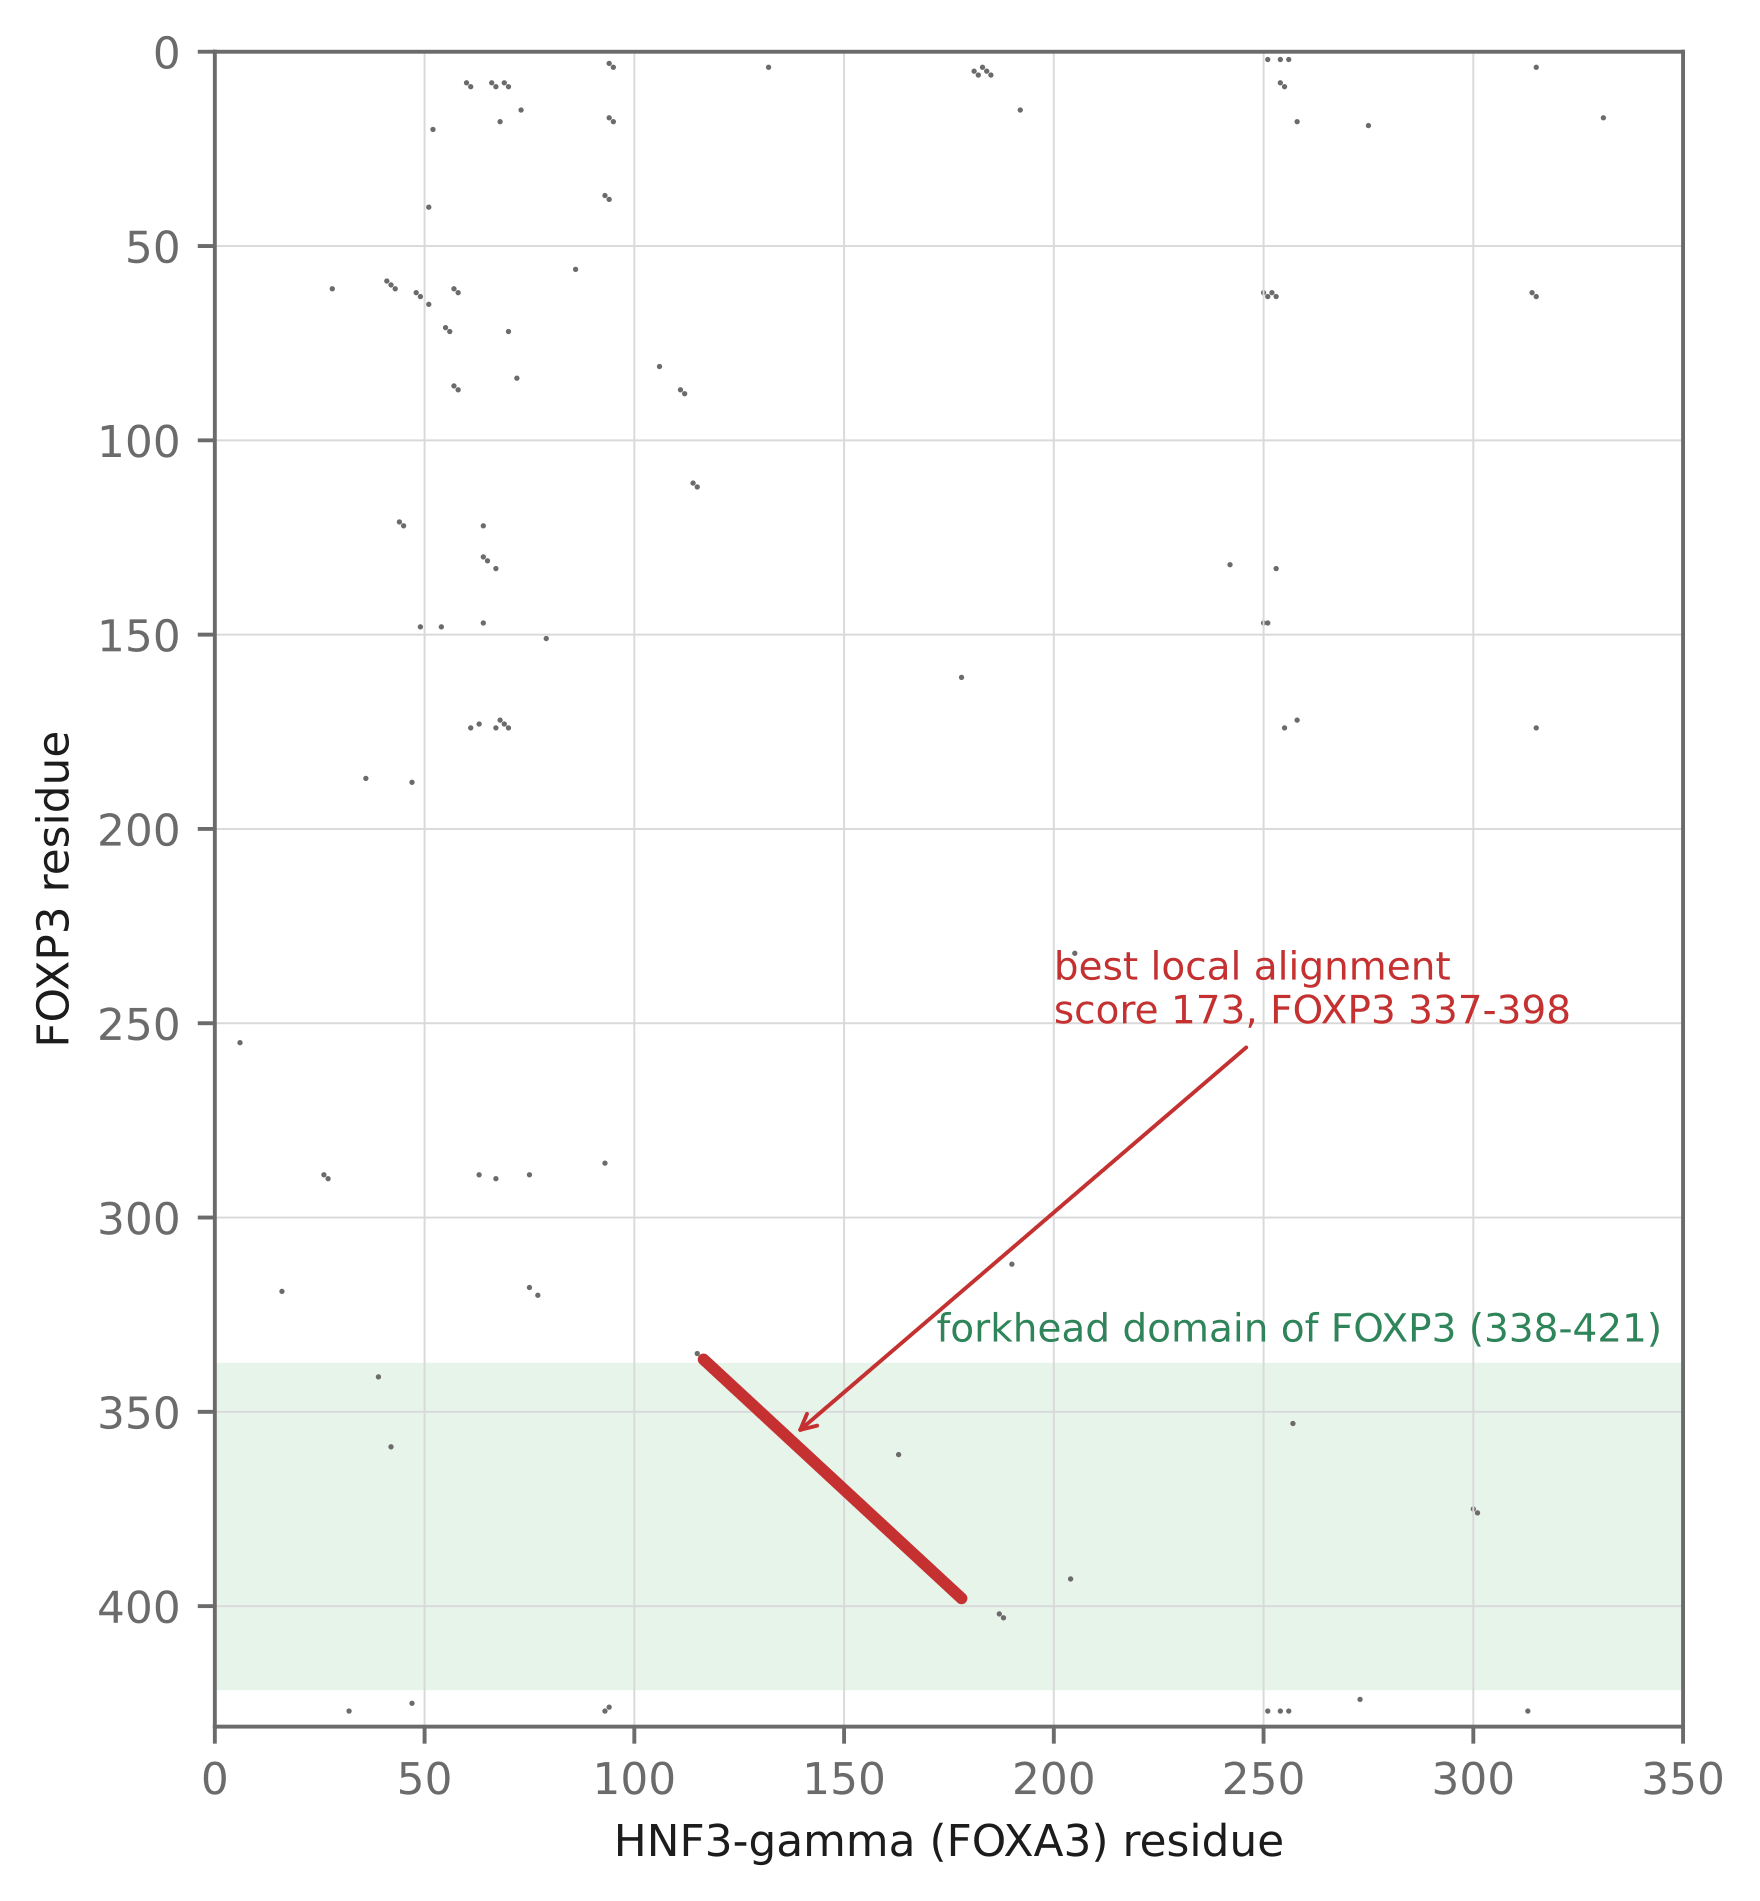 0
50
100
150
200
250
300
350
400
FOXP3 residue
best local alignment
score 173, FOXP3 337-398
forkhead domain of FOXP3 (338-421)
0 50 100 150 200 250 300 350
HNF3-gamma (FOXA3) residue